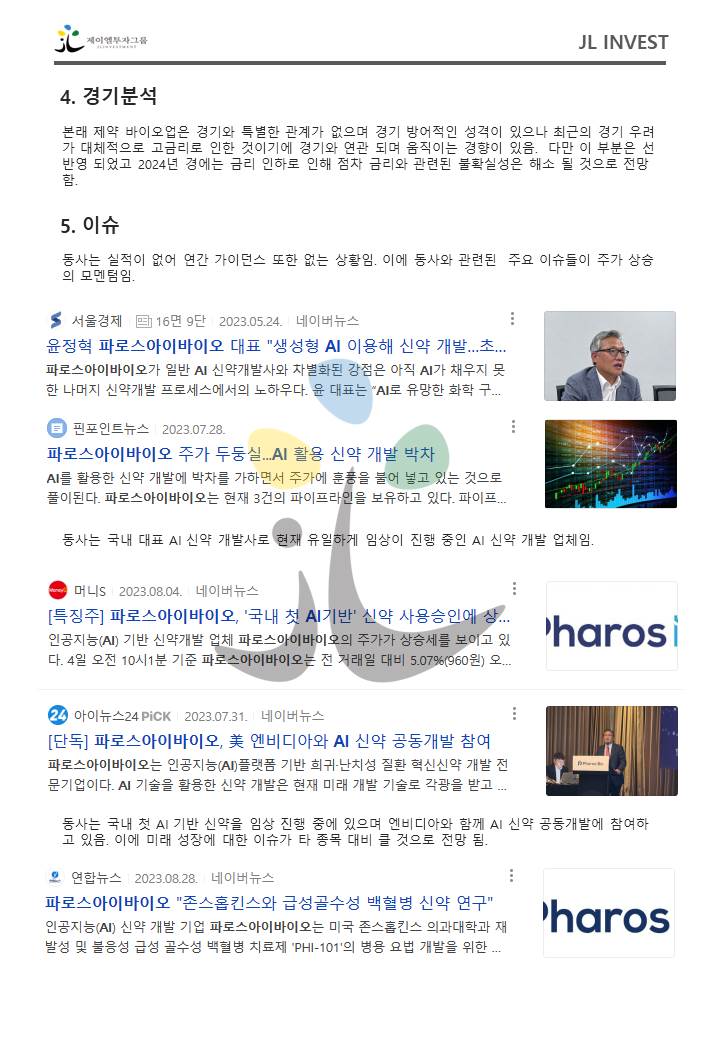 제이엘투자그룹
JLINVESTMENT
JL INVEST
4. 경기분석
본래 제약 바이오업은 경기와 특별한 관계가 없으며 경기 방어적인 성격이 있으나 최근의 경기 우려
가 대체적으로 고금리로 인한 것이기에 경기와 연관 되며 움직이는 경향이 있음. 다만 이 부분은 선
반영 되었고 2024년 경에는 금리 인하로 인해 점차 금리와 관련된 불확실성은 해소 될 것으로 전망
함.
5. 이슈
동사는 실적이 없어 연간 가이던스 또한 없는 상황임. 이에 동사와 관련된 주요 이슈들이 주가 상승
의 모멘텀임.
서울경제 16면 9단 2023.05.24. 네이버뉴스
윤정혁 파로스아이바이오 대표 "생성형 AI 이용해 신약 개발...초...
파로스아이바이오가 일반 AI 신약개발사와 차별화된 강점은 아직 AI가 채우지 못
한 나머지 신약개발 프로세스에서의 노하우다. 윤 대표는 "AI로 유망한 화학 구...
핀포인트뉴스 2023.07.28.
파로스아이바이오 주가 두둥실...AI 활용 신약 개발 박차
AI를 활용한 신약 개발에 박차를 가하면서 주가에 훈풍을 불어 넣고 있는 것으로
풀이된다. 파로스아이바이오는 현재 3건의 파이프라인을 보유하고 있다. 파이프...
동사는 국내 대표 AI 신약 개발사로 현재 유일하게 임상이 진행 중인 AI 신약 개발 업체임.
머니S 2023.08.04. 네이버뉴스
[특징주] 파로스아이바이오, '국내 첫 AI기반' 신약 사용승인에 상...
인공지능(AI) 기반 신약개발 업체 파로스아이바이오의 주가가 상승세를 보이고 있
다. 4일 오전 10시1분 기준 파로스아이바이오는 전 거래일 대비 5.07%(960원) 오...
Pharos i
24 아이뉴스24 PiCK 2023.07.31. 네이버뉴스
[단독] 파로스아이바이오, 美 엔비디아와 AI 신약 공동개발 참여
파로스아이바이오는 인공지능(AI)플랫폼 기반 희귀·난치성 질환 혁신신약 개발 전
문기업이다. AI 기술을 활용한 신약 개발은 현재 미래 개발 기술로 각광을 받고 ...
동사는 국내 첫 AI 기반 신약을 임상 진행 중에 있으며 엔비디아와 함께 AI 신약 공동개발에 참여하
고 있음. 이에 미래 성장에 대한 이슈가 타 종목 대비 클 것으로 전망 됨.
연합뉴스 2023.08.28. 네이버뉴스
파로스아이바이오 "존스홉킨스와 급성골수성 백혈병 신약 연구"
인공지능(AI) 신약 개발 기업 파로스아이바이오는 미국 존스홉킨스 의과대학과 재
발성 및 불응성 급성 골수성 백혈병 치료제 'PHI-101'의 병용 요법 개발을 위한 ...
Pharos